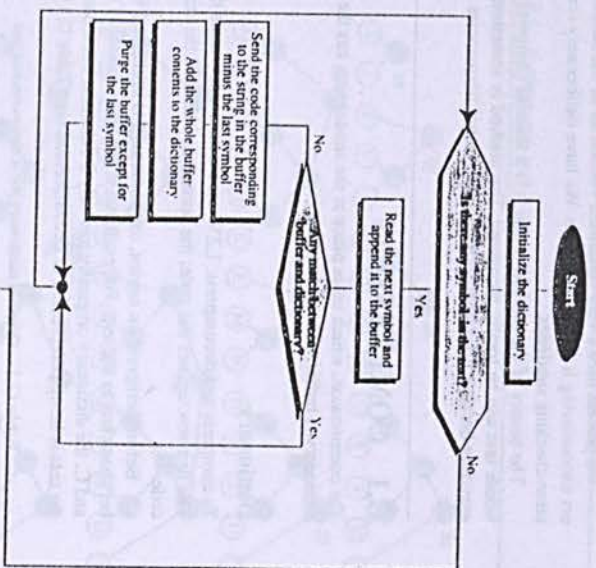 Start
Initialize the dictionary
Is there any symbol in the text?
No
Yes
Read the next symbol and
append it to the buffer
Any match between
buffer and dictionary?
No
Yes
Send the code corresponding
to the string in the buffer
minus the last symbol
Add the whole buffer
contents to the dictionary
Purge the buffer except for
the last symbol